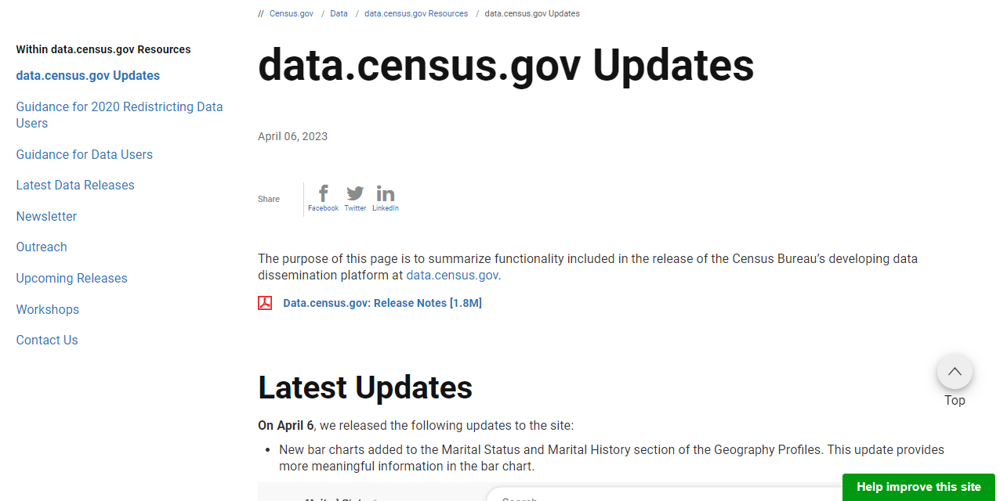 // Census.gov / Data / data.census.gov Resources / data.census.gov Updates
Within data.census.gov Resources
data.census.gov Updates
Guidance for 2020 Redistricting Data
Users
Guidance for Data Users
Latest Data Releases
Newsletter
Outreach
Upcoming Releases
Workshops
Contact Us
data.census.gov Updates
April 06, 2023
Share
Facebook Twitter LinkedIn
The purpose of this page is to summarize functionality included in the release of the Census Bureau’s developing data
dissemination platform at data.census.gov.
Data.census.gov: Release Notes [1.8M]
Latest Updates
On April 6, we released the following updates to the site:
• New bar charts added to the Marital Status and Marital History section of the Geography Profiles. This update provides
more meaningful information in the bar chart.
Top
Help improve this site